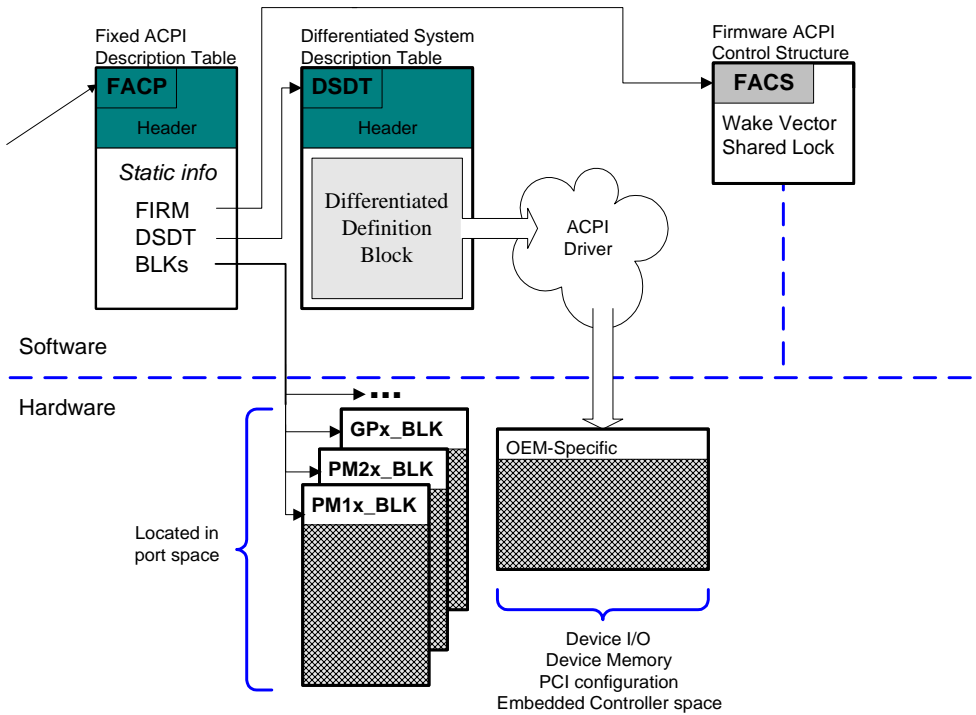 Fixed ACPI
Description Table
FACP
Header
Static info
FIRM
DSDT
BLKs
Differentiated System
Description Table
DSDT
Header
Differentiated
Definition
Block
ACPI
Driver
Firmware ACPI
Control Structure
FACS
Wake Vector
Shared Lock
Software
Hardware
...
GPx_BLK
PM2x_BLK
PM1x_BLK
Located in
port space
OEM-Specific
Device I/O
Device Memory
PCI configuration
Embedded Controller space